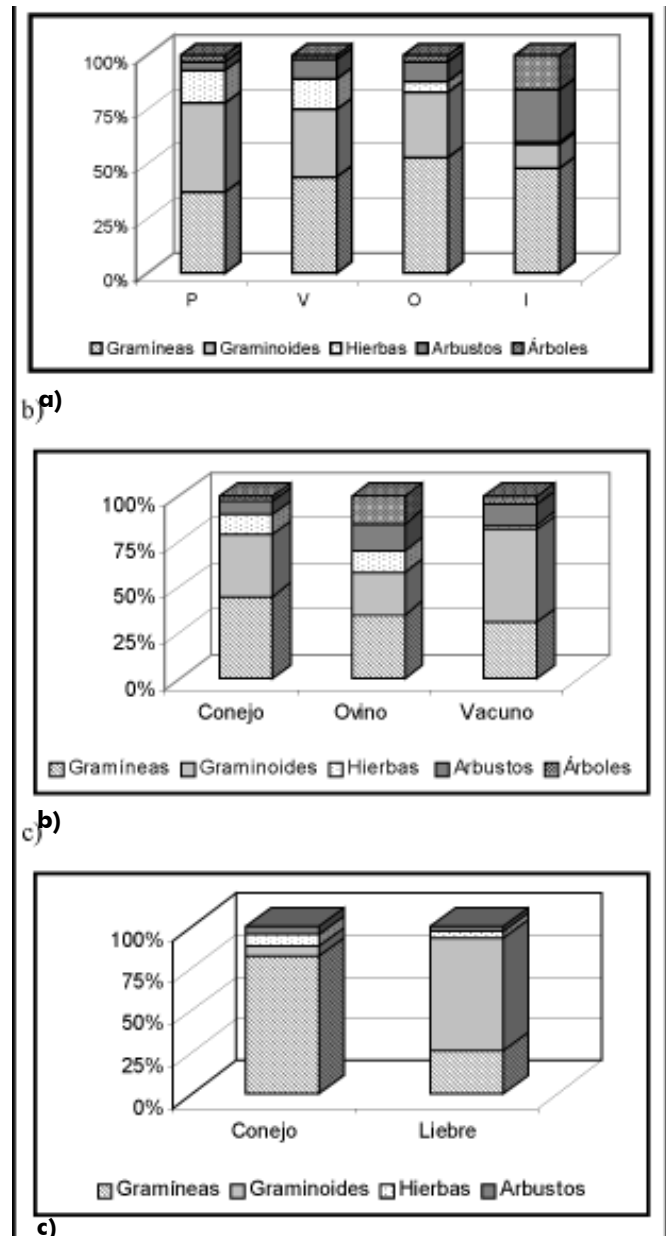 100%
75%
50%
25%
0%
P V O I
Gramíneas Graminoides Hierbas Arbustos Árboles
b) a)
100%
75%
50%
25%
0%
Conejo Ovino Vacuno
Gramíneas Graminoides Hierbas Arbustos Árboles
c) b)
100%
75%
50%
25%
0%
Conejo Liebre
Gramíneas Graminoides Hierbas Arbustos
c)